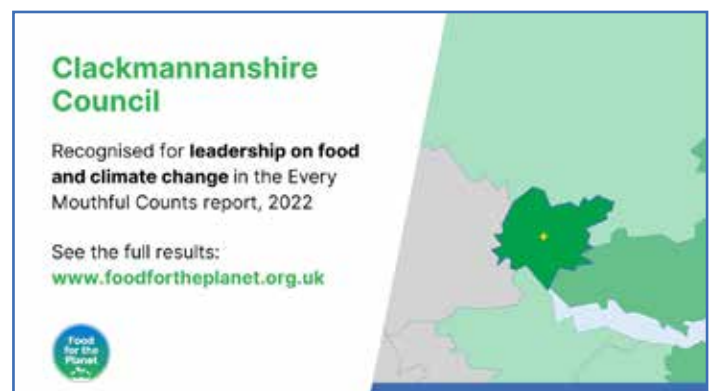 Clackmannanshire
Council
Recognised for leadership on food
and climate change in the Every
Mouthful Counts report, 2022
See the full results:
www.foodfortheplanet.org.uk
Food
for the
Planet